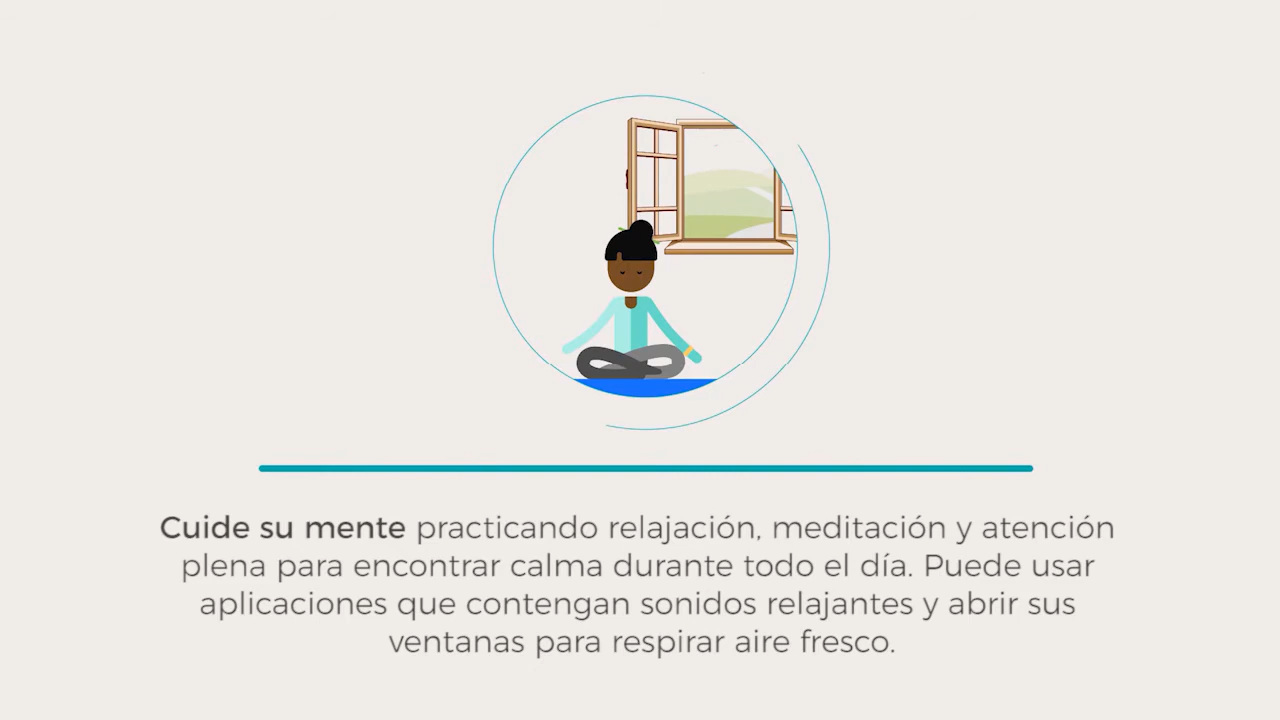 Cuide su mente practicando relajación, meditación y atención
plena para encontrar calma durante todo el día. Puede usar
aplicaciones que contengan sonidos relajantes y abrir sus
ventanas para respirar aire fresco.